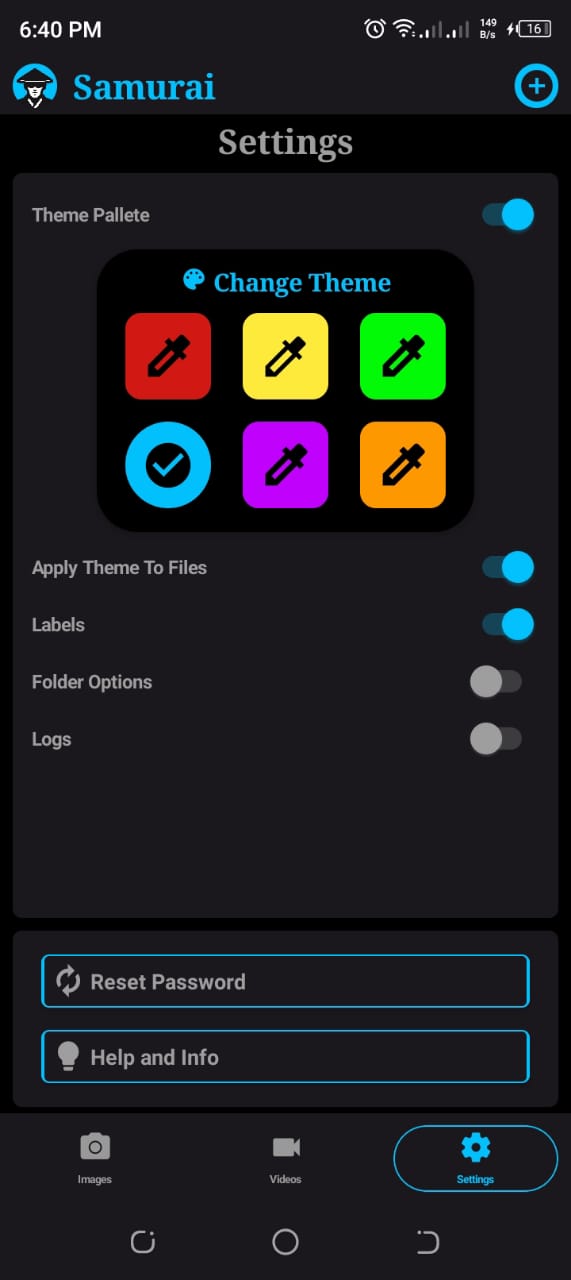 6:40 PM
149
B/s
16
Samurai
Settings
Theme Pallete
Change Theme
Apply Theme To Files
Labels
Folder Options
Logs
Reset Password
Help and Info
Images
Videos
Settings